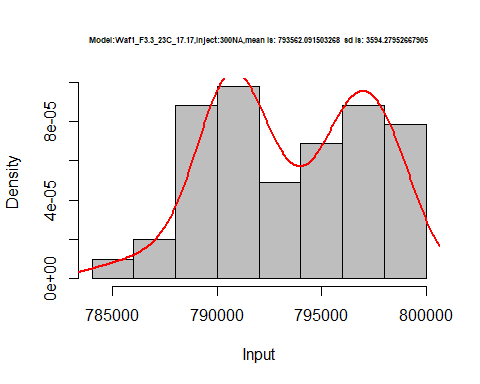 Model:Waf1_F3.3_23C_17.17,Inject:300NA,mean is: 793562.091503268 sd is: 3594.27952667905
Density
8e-05
4e-05
0e+00
785000
790000
795000
800000
Input